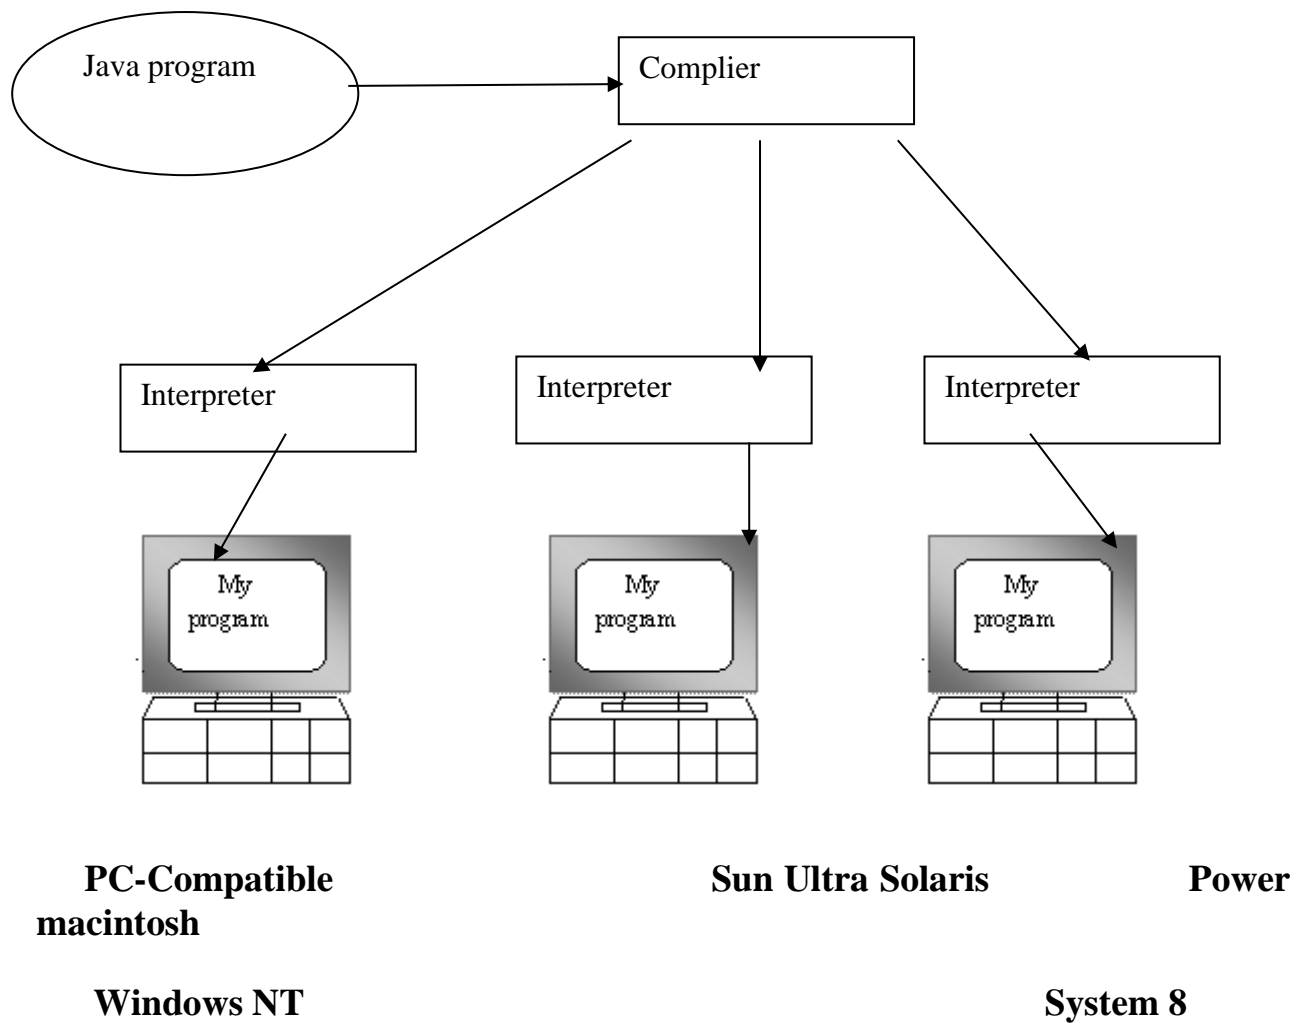 Java program
Complier
Interpreter
Interpreter
Interpreter
My
program
My
program
My
program
PC-Compatible Sun Ultra Solaris Power
macintosh
Windows NT System 8